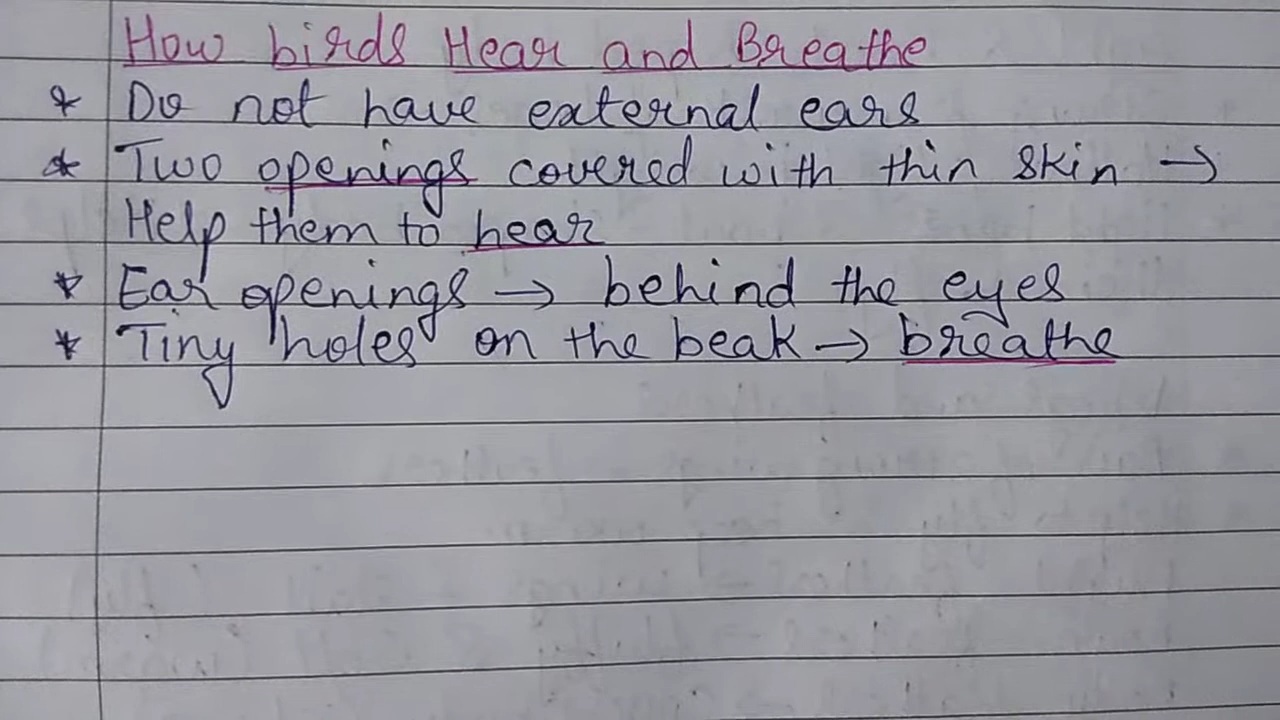 How birds Hear and Breathe
* Do not have external ears
* Two openings covered with thin skin →
Help them to hear
* Ear openings → behind the eyes
* Tiny holes on the beak → breathe